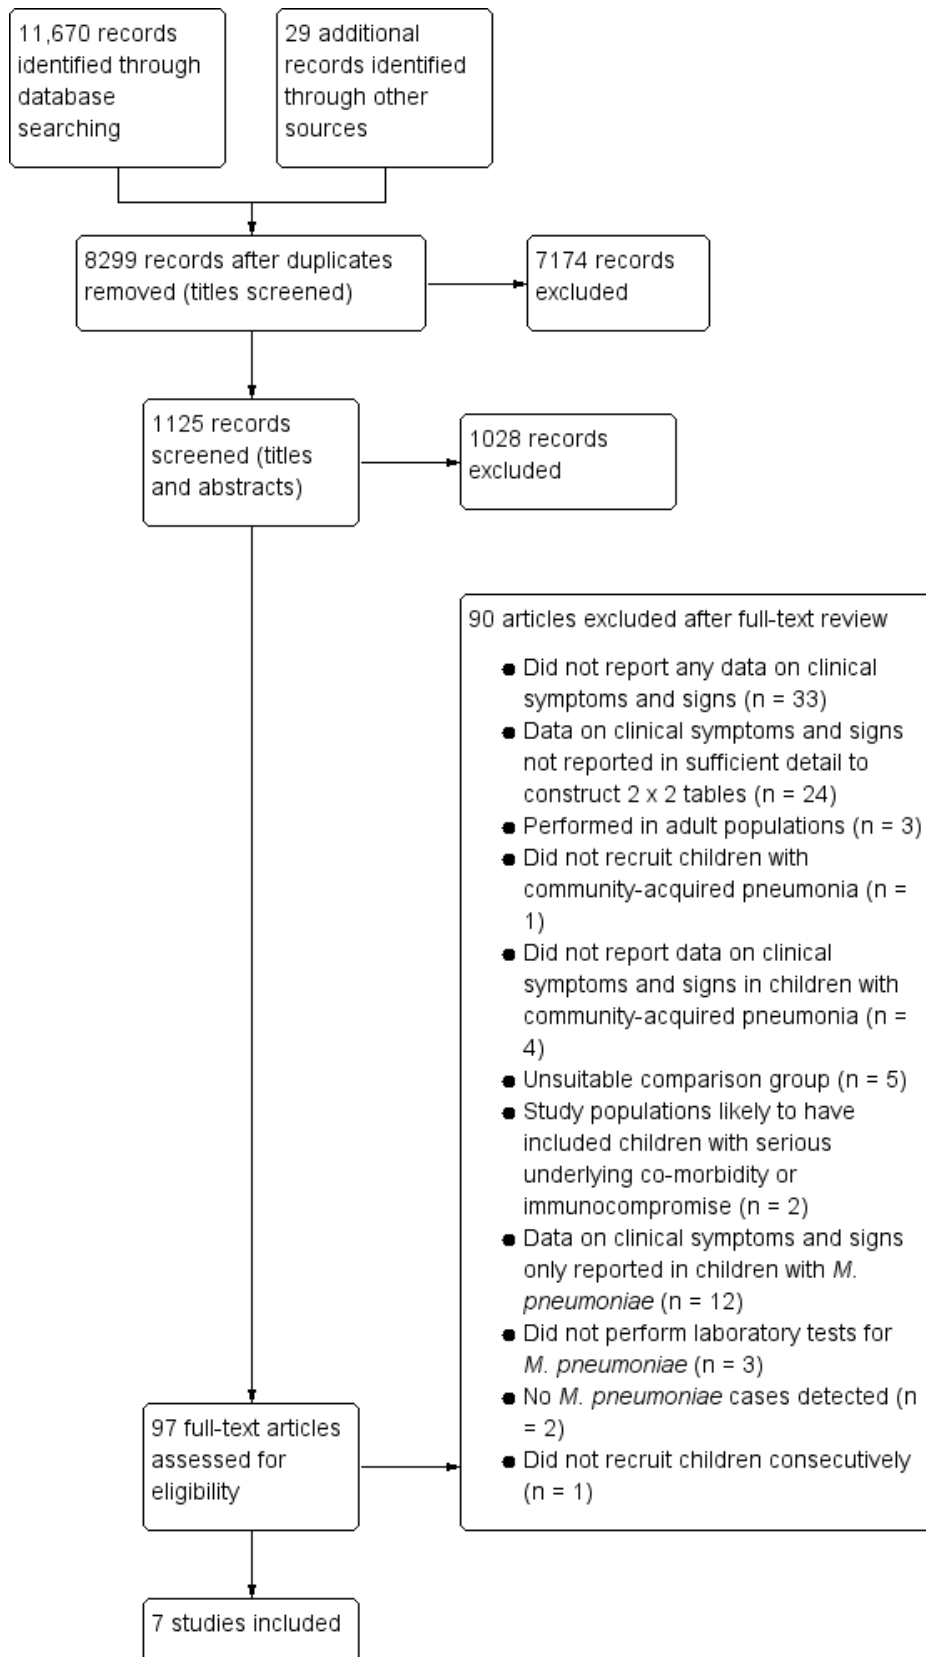 11,670 records
identified through
database
searching
29 additional
records identified
through other
sources
8299 records after duplicates
removed (titles screened)
7174 records
excluded
1125 records
screened (titles
and abstracts)
1028 records
excluded
90 articles excluded after full-text review
● Did not report any data on clinical
symptoms and signs (n = 33)
● Data on clinical symptoms and signs
not reported in sufficient detail to
construct 2 x 2 tables (n = 24)
● Performed in adult populations (n = 3)
● Did not recruit children with
community-acquired pneumonia (n =
1)
● Did not report data on clinical
symptoms and signs in children with
community-acquired pneumonia (n =
4)
● Unsuitable comparison group (n = 5)
● Study populations likely to have
included children with serious
underlying co-morbidity or
immunocompromise (n = 2)
● Data on clinical symptoms and signs
only reported in children with M.
pneumoniae (n = 12)
● Did not perform laboratory tests for
M. pneumoniae (n = 3)
● No M. pneumoniae cases detected (n
= 2)
● Did not recruit children consecutively
(n = 1)
97 full-text articles
assessed for
eligibility
7 studies included